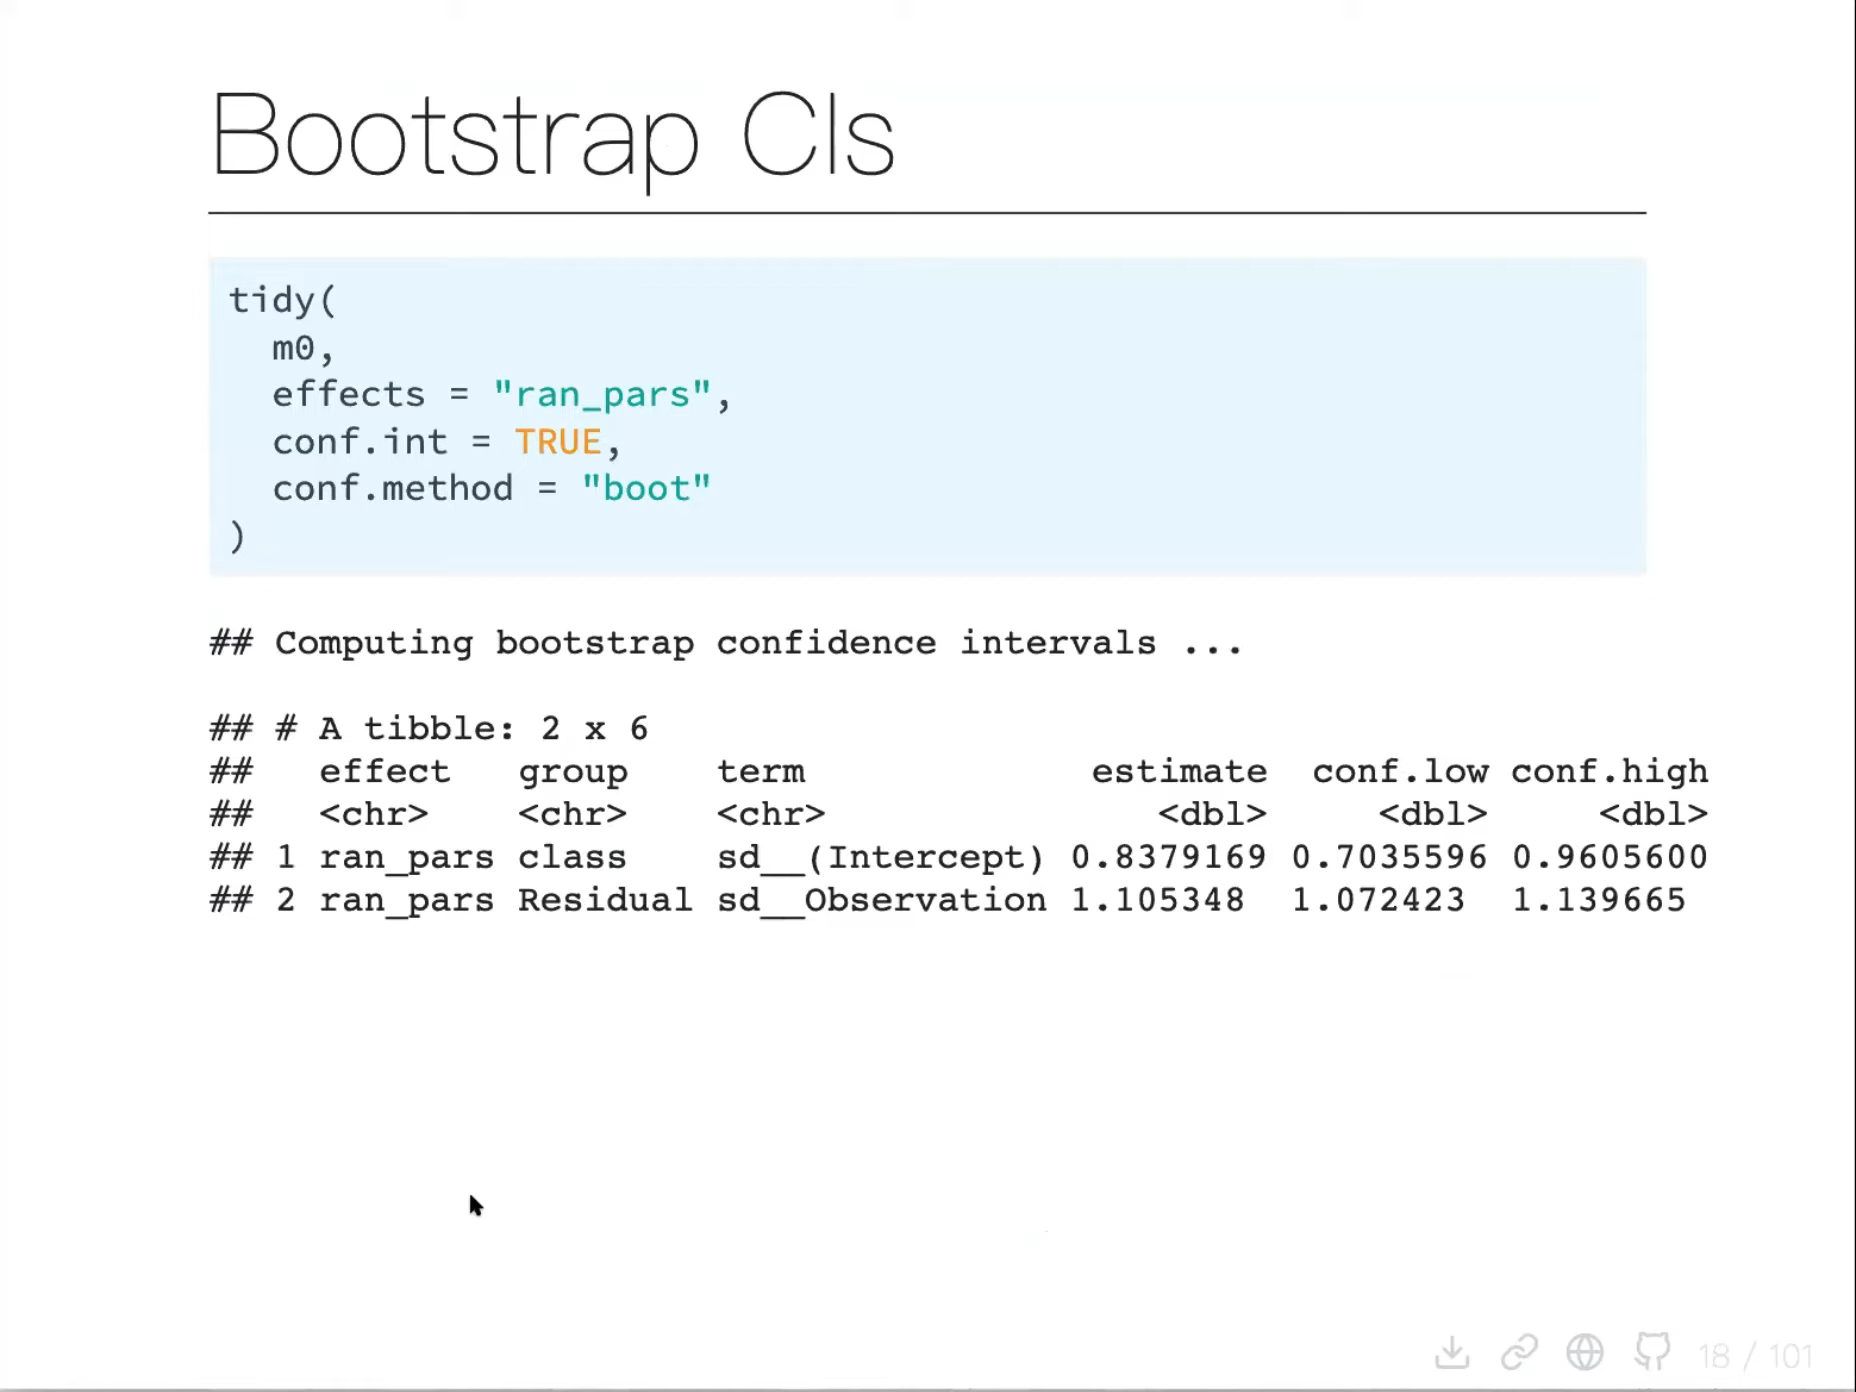 Bootstrap CIs
tidy(
  m0,
  effects = "ran_pars",
  conf.int = TRUE,
  conf.method = "boot"
)
## Computing bootstrap confidence intervals ...
## # A tibble: 2 x 6
##   effect   group    term             estimate  conf.low conf.high
##   <chr>    <chr>    <chr>               <dbl>     <dbl>     <dbl>
## 1 ran_pars class    sd__(Intercept) 0.8379169 0.7035596 0.9605600
## 2 ran_pars Residual sd__Observation 1.105348  1.072423  1.139665
18 / 101